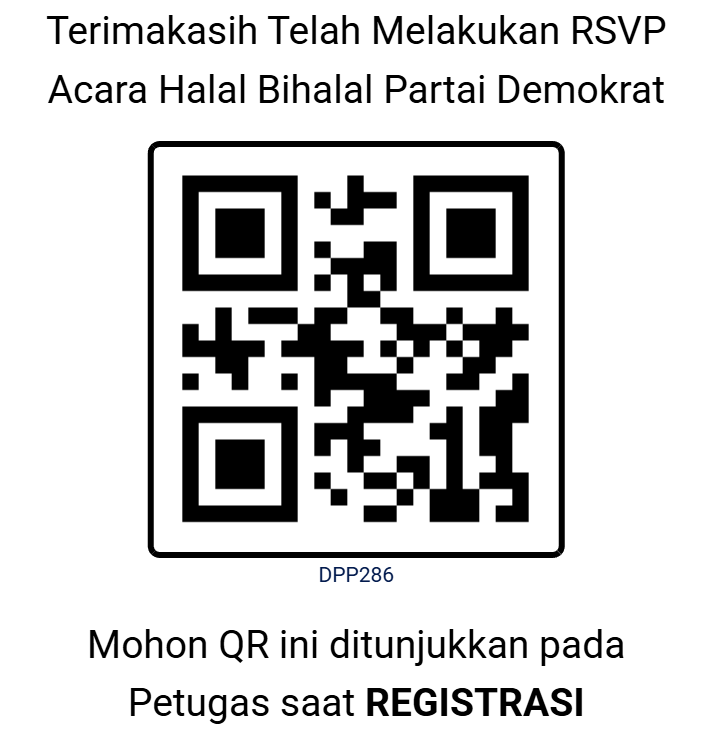 Terimakasih Telah Melakukan RSVP
Acara Halal Bihalal Partai Demokrat
DPP286
Mohon QR ini ditunjukkan pada
Petugas saat REGISTRASI